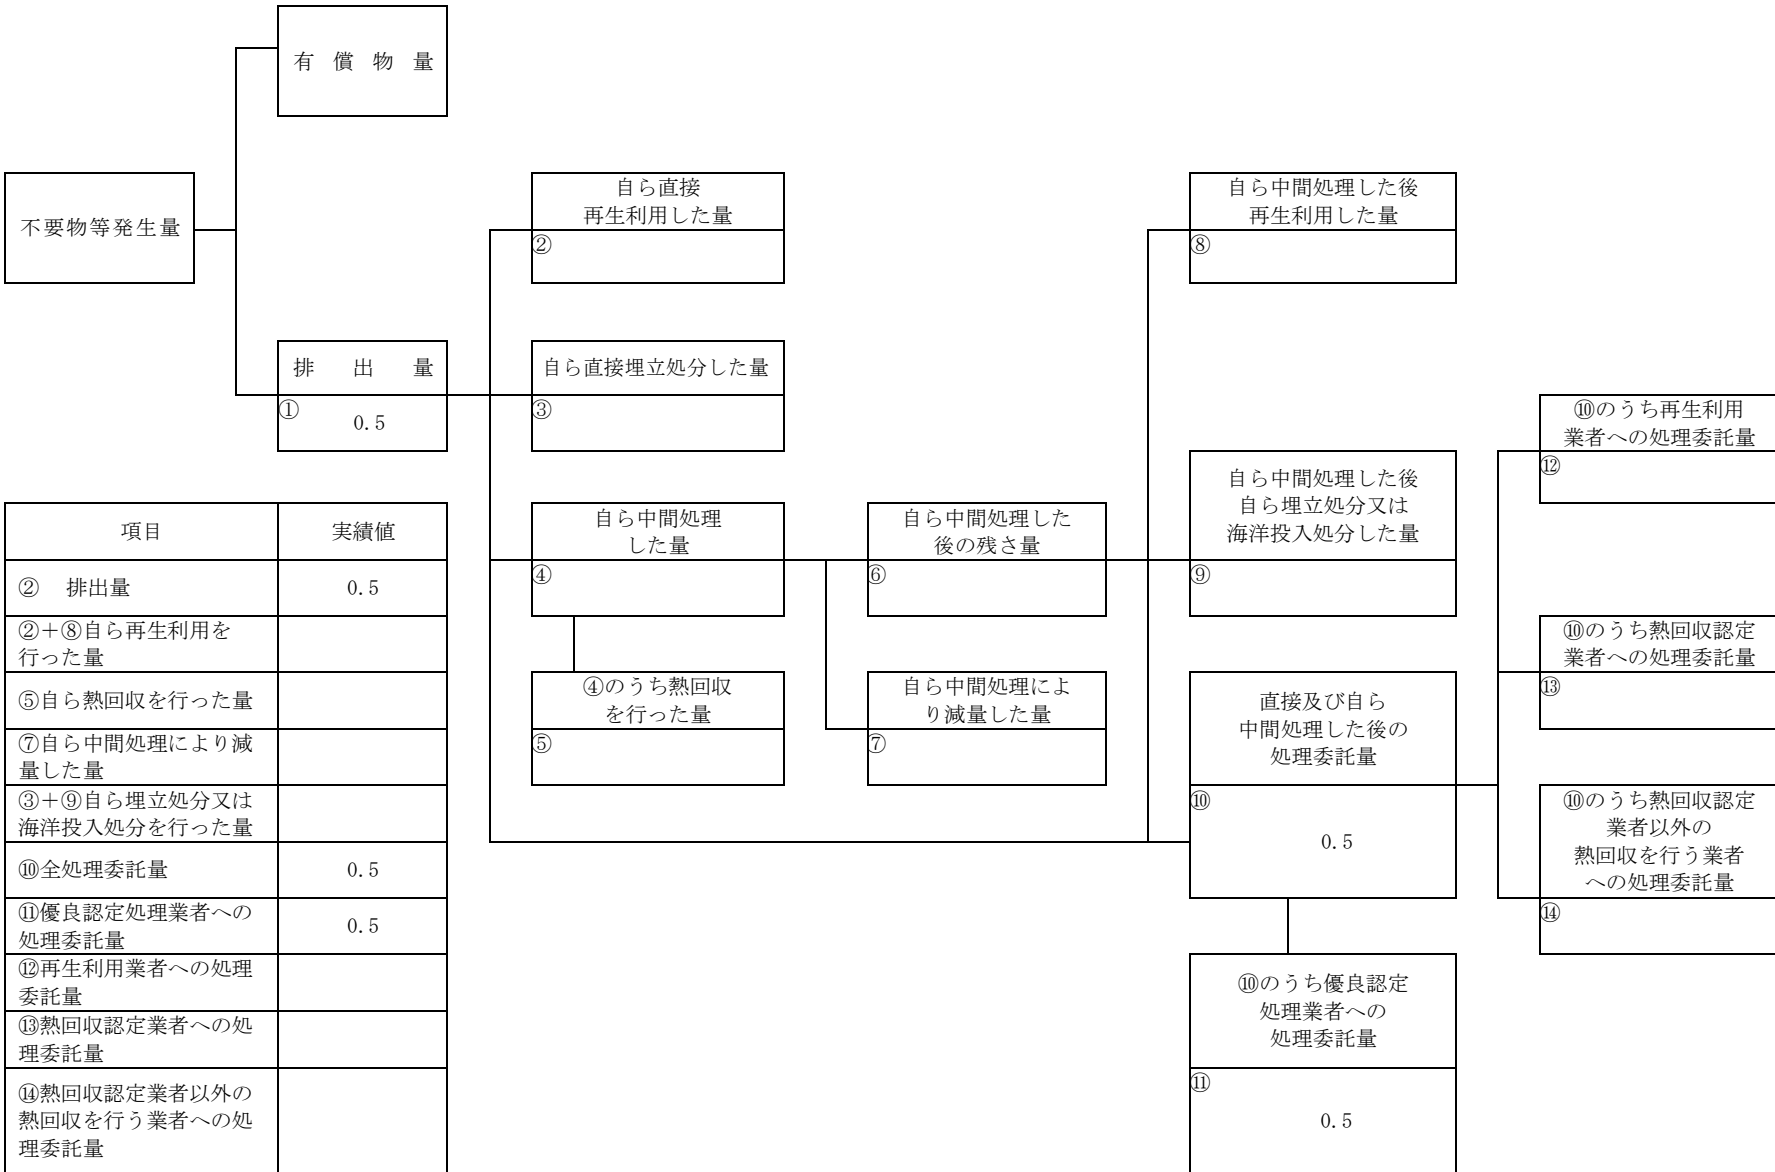 有償物量
不要物等発生量
自ら直接
再生利用した量
②
自ら中間処理した後
再生利用した量
⑧
排出量
①
0.5
自ら直接埋立処分した量
③
⑩のうち再生利用
業者への処理委託量
⑫
自ら中間処理
した量
④
自ら中間処理した
後の残さ量
⑥
自ら中間処理した後
自ら埋立処分又は
海洋投入処分した量
⑨
④のうち熱回収
を行った量
⑤
自ら中間処理によ
り減量した量
⑦
直接及び自ら
中間処理した後の
処理委託量
⑩
0.5
⑩のうち熱回収認定
業者への処理委託量
⑬
⑩のうち熱回収認定
業者以外の
熱回収を行う業者
への処理委託量
⑭
⑩のうち優良認定
処理業者への
処理委託量
⑪
0.5
項目 実績値
② 排出量 0.5
②+⑧自ら再生利用を
行った量
⑤自ら熱回収を行った量
⑦自ら中間処理により減
量した量
③+⑨自ら埋立処分又は
海洋投入処分を行った量
⑩全処理委託量 0.5
⑪優良認定処理業者への
処理委託量 0.5
⑫再生利用業者への処理
委託量
⑬熱回収認定業者への処
理委託量
⑭熱回収認定業者以外の
熱回収を行う業者への処
理委託量